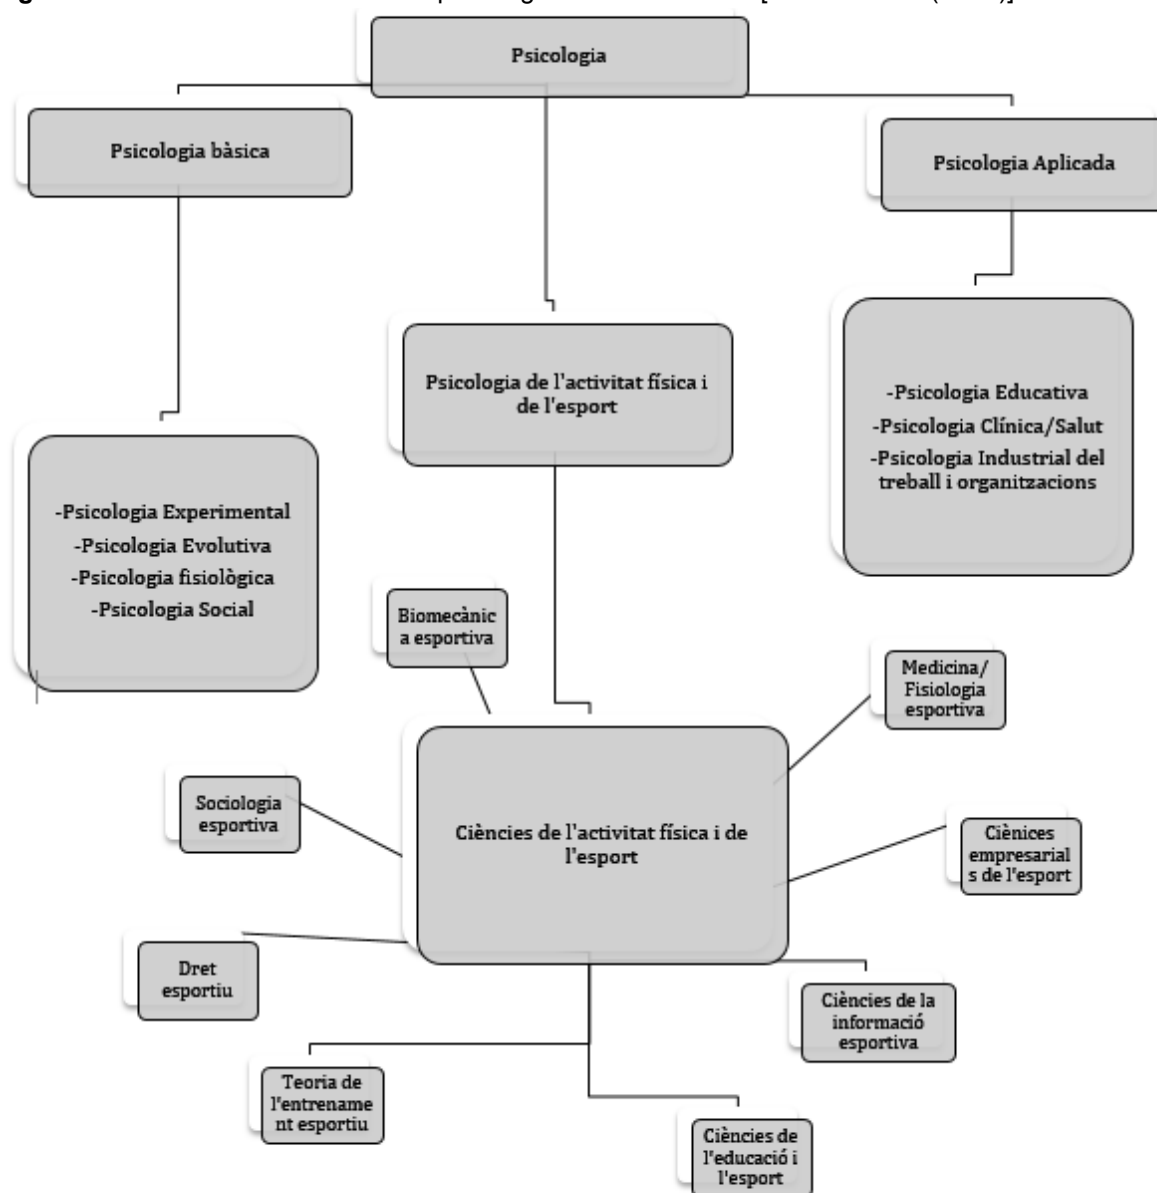 Psicologia
Psicologia bàsica
Psicologia Aplicada
Psicologia de l'activitat física i
de l'esport
-Psicologia Educativa
-Psicologia Clínica/Salut
-Psicologia Industrial del
treball i organitzacions
-Psicologia Experimental
-Psicologia Evolutiva
-Psicologia fisiològica
-Psicologia Social
Biomecànic
a esportiva
Medicina/
Fisiologia
esportiva
Sociologia
esportiva
Ciències de l'activitat física i de
l'esport
Ciènices
empresarial
s de l'esport
Dret
esportiu
Ciències de la
informació
esportiva
Teoria de
l'entrename
nt esportiu
Ciències de
l'educació i
l'esport